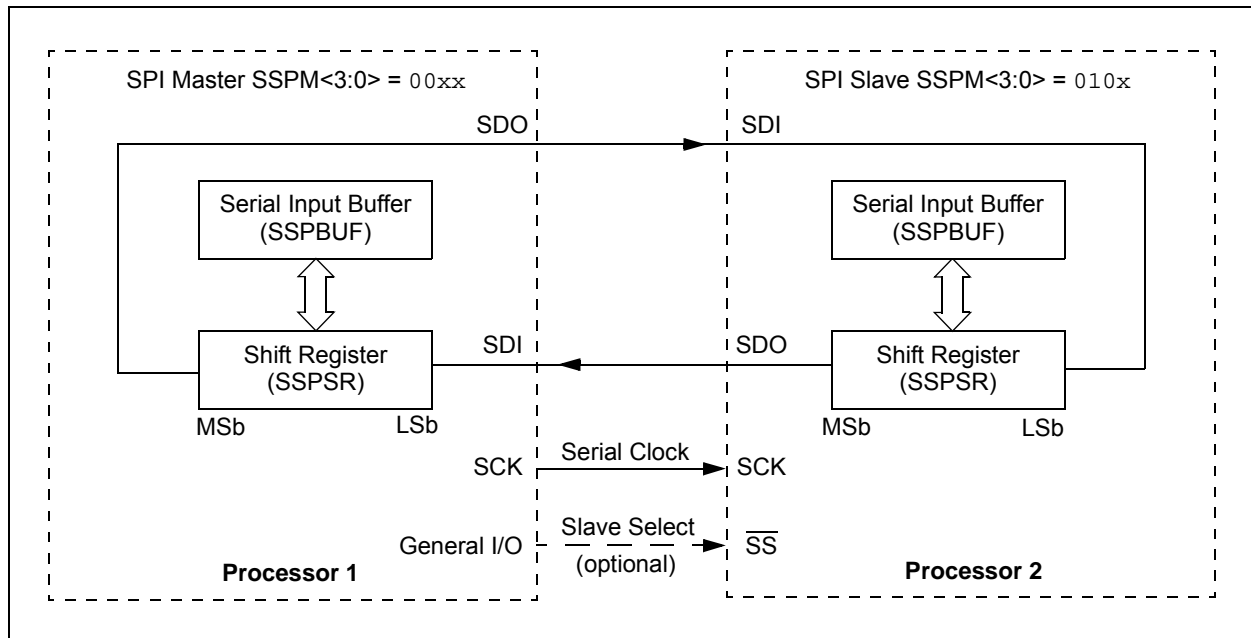 SPI Master SSPM<3:0> = 00xx
SDO
Serial Input Buffer
(SSPBUF)
Shift Register
(SSPSR)
MSb
LSb
SDI
SCK
General I/O
Processor 1
Serial Clock
Slave Select
(optional)
SPI Slave SSPM<3:0> = 010x
SDI
Serial Input Buffer
(SSPBUF)
SDO
Shift Register
(SSPSR)
MSb
LSb
SCK
S̅S̅
Processor 2